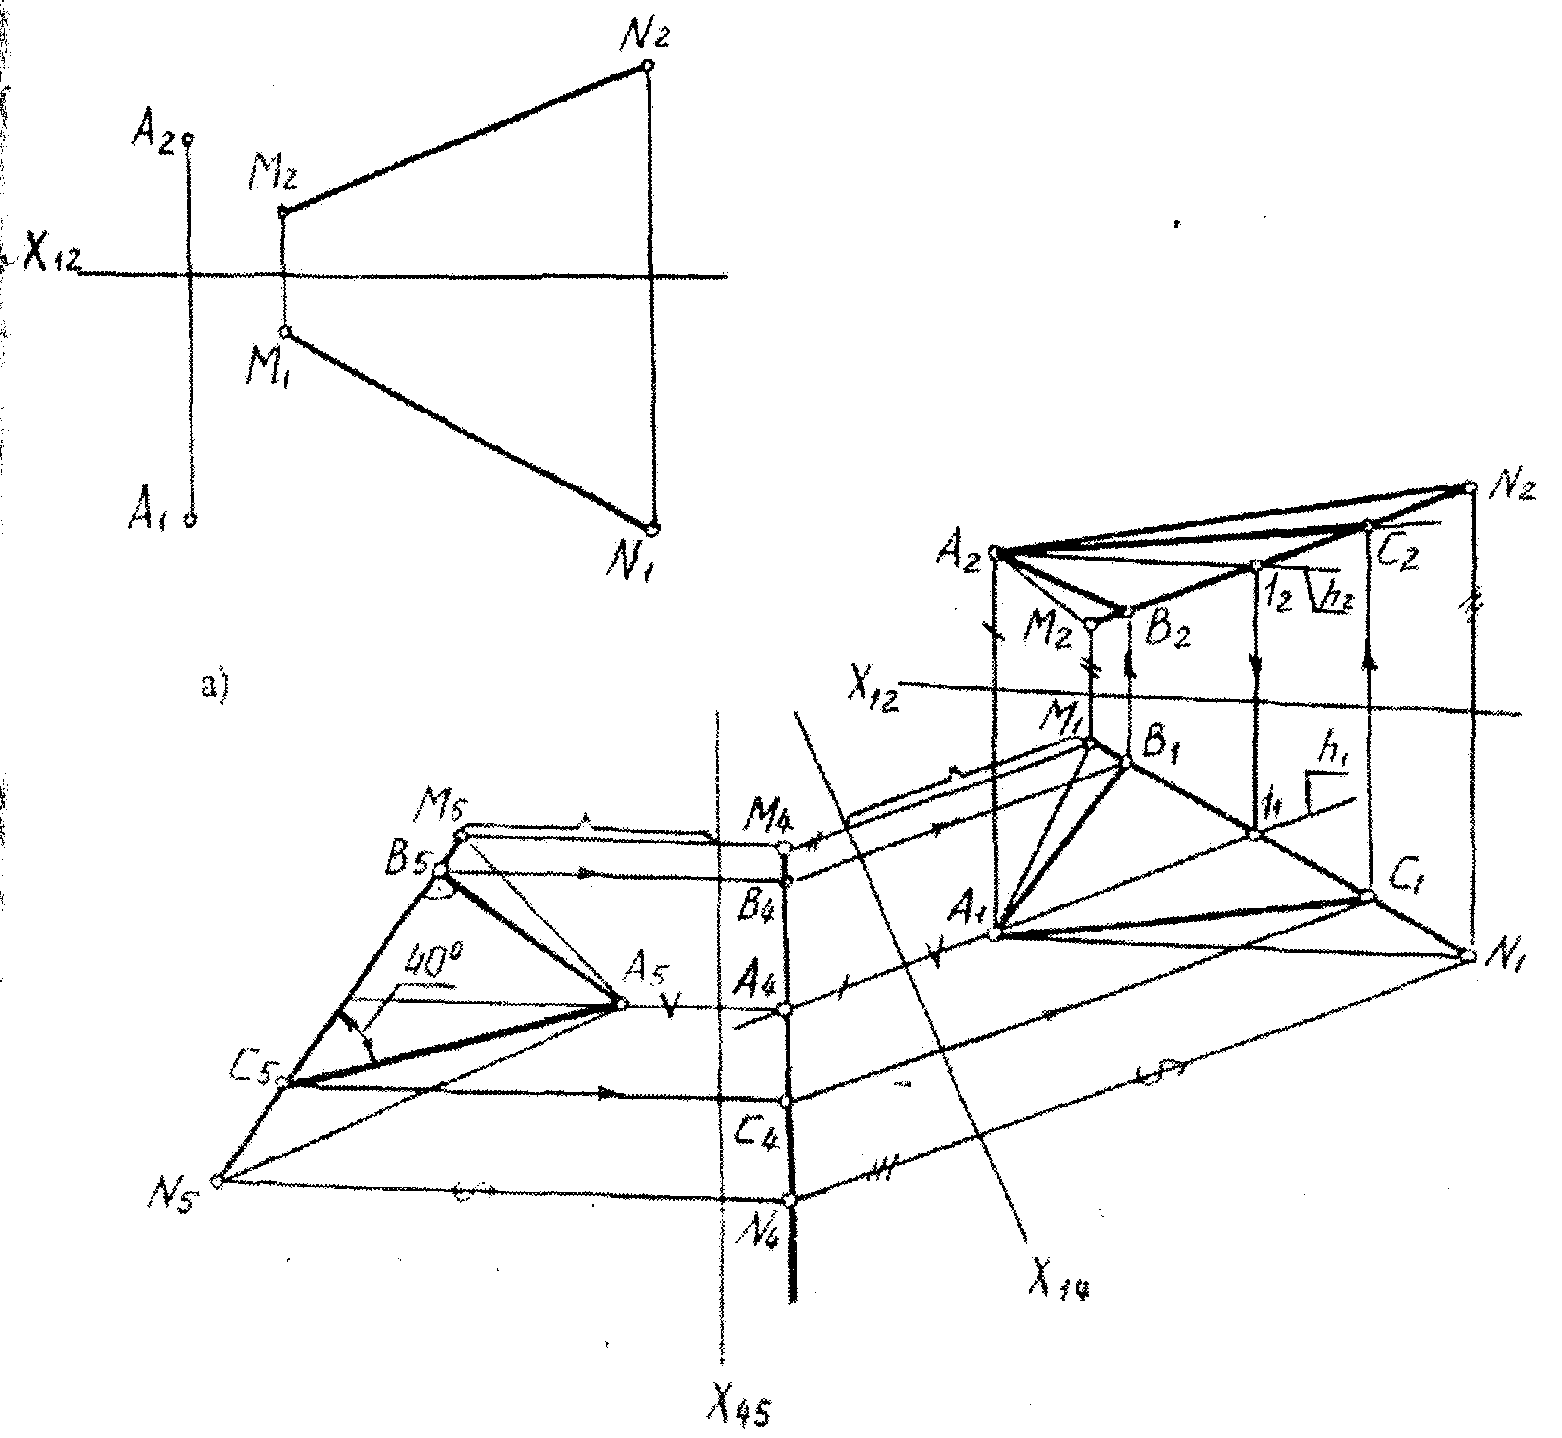 N₂
A₂
M₂
X₁₂
M₁
A₁
N₁
а)
N₂
A₂
C₂
1₂
h₂
M₂
B₂
X₁₂
M₁
B₁
h₁
1₁
M₅
M₄
B₅
B₄
C₁
A₁
40°
A₅
A₄
N₁
C₅
C₄
N₅
N₄
X₁₄
X₄₅